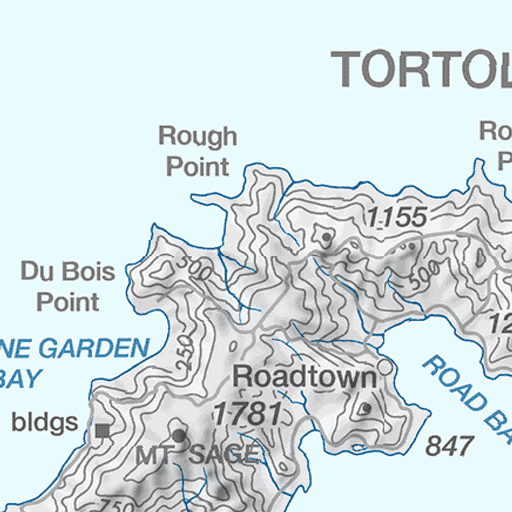 TORTOL
Rough
Point
Ro
P
1155
500
500
Du Bois
Point
12
NE GARDEN
BAY
250
ROAD BA
Roadtown
bldgs
1781
847
MT SAGE
750